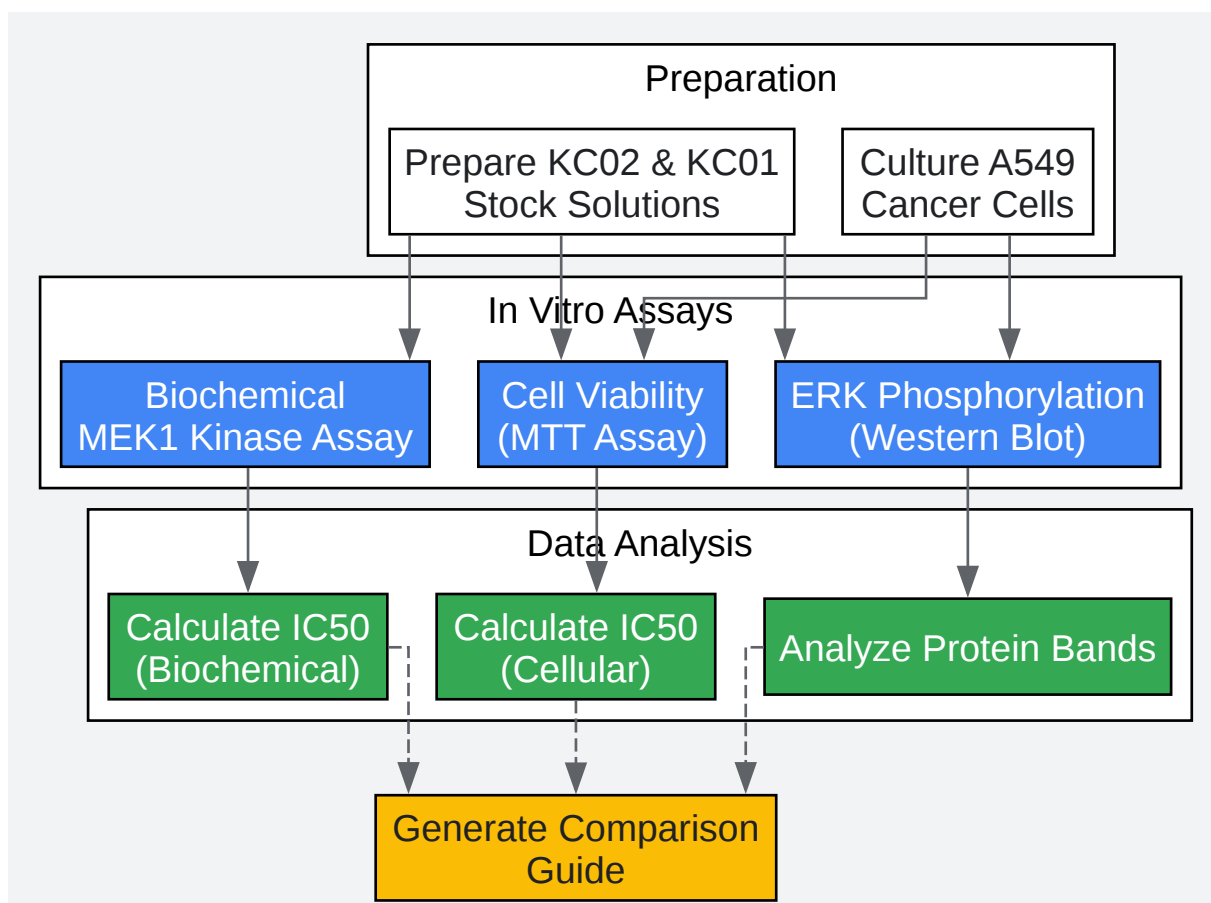 Preparation
Prepare KC02 & KC01
Stock Solutions
Culture A549
Cancer Cells
In Vitro Assays
Biochemical
MEK1 Kinase Assay
Cell Viability
(MTT Assay)
ERK Phosphorylation
(Western Blot)
Data Analysis
Calculate IC50
(Biochemical)
Calculate IC50
(Cellular)
Analyze Protein Bands
Generate Comparison
Guide